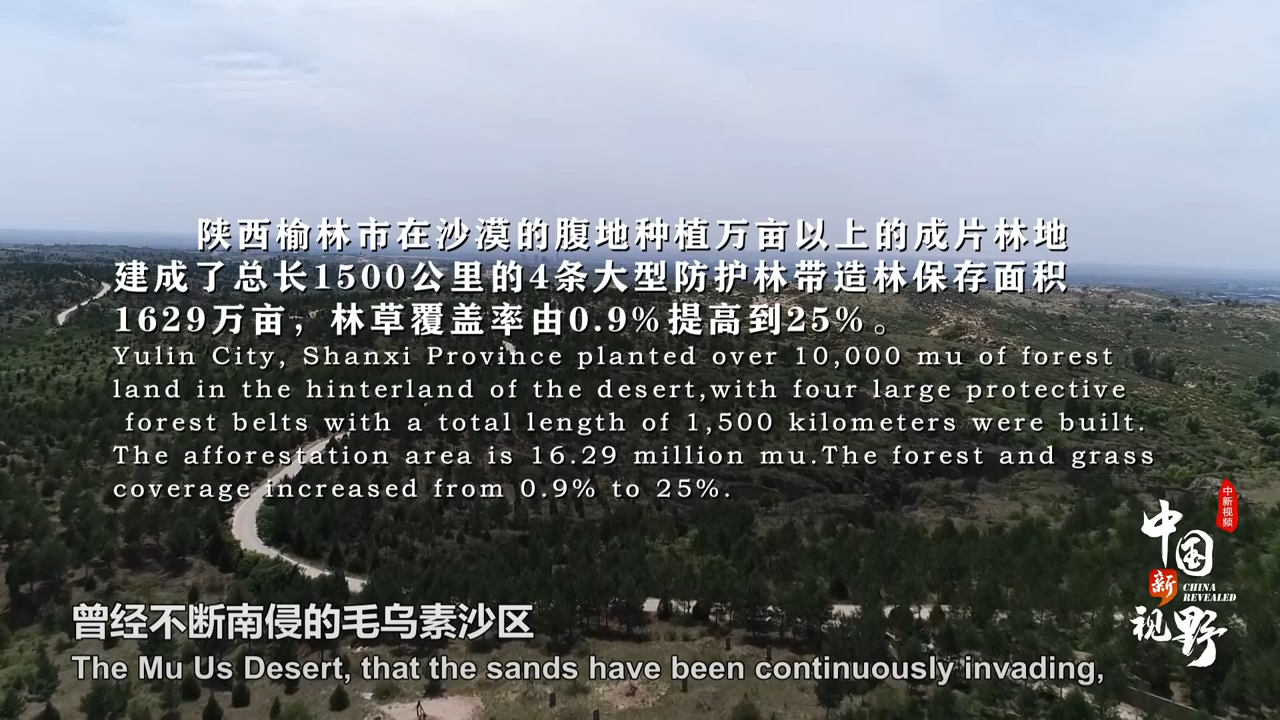 陕西榆林市在沙漠的腹地种植万亩以上的成片林地
建成了总长1500公里的4条大型防护林带造林保存面积
1629万亩，林草覆盖率由0.9%提高到25%。
Yulin City, Shanxi Province planted over 10,000 mu of forest
land in the hinterland of the desert,with four large protective
forest belts with a total length of 1,500 kilometers were built.
The afforestation area is 16.29 million mu.The forest and grass
coverage increased from 0.9% to 25%.
中新视频
中国
新
CHINA
REVEALED
视野
曾经不断南侵的毛乌素沙区
The Mu Us Desert, that the sands have been continuously invading,